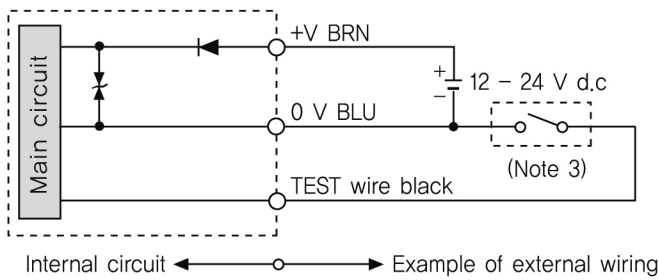 Main circuit
+V BRN
+
−
12 − 24 V d.c
0 V BLU
(Note 3)
TEST wire black
Internal circuit
Example of external wiring